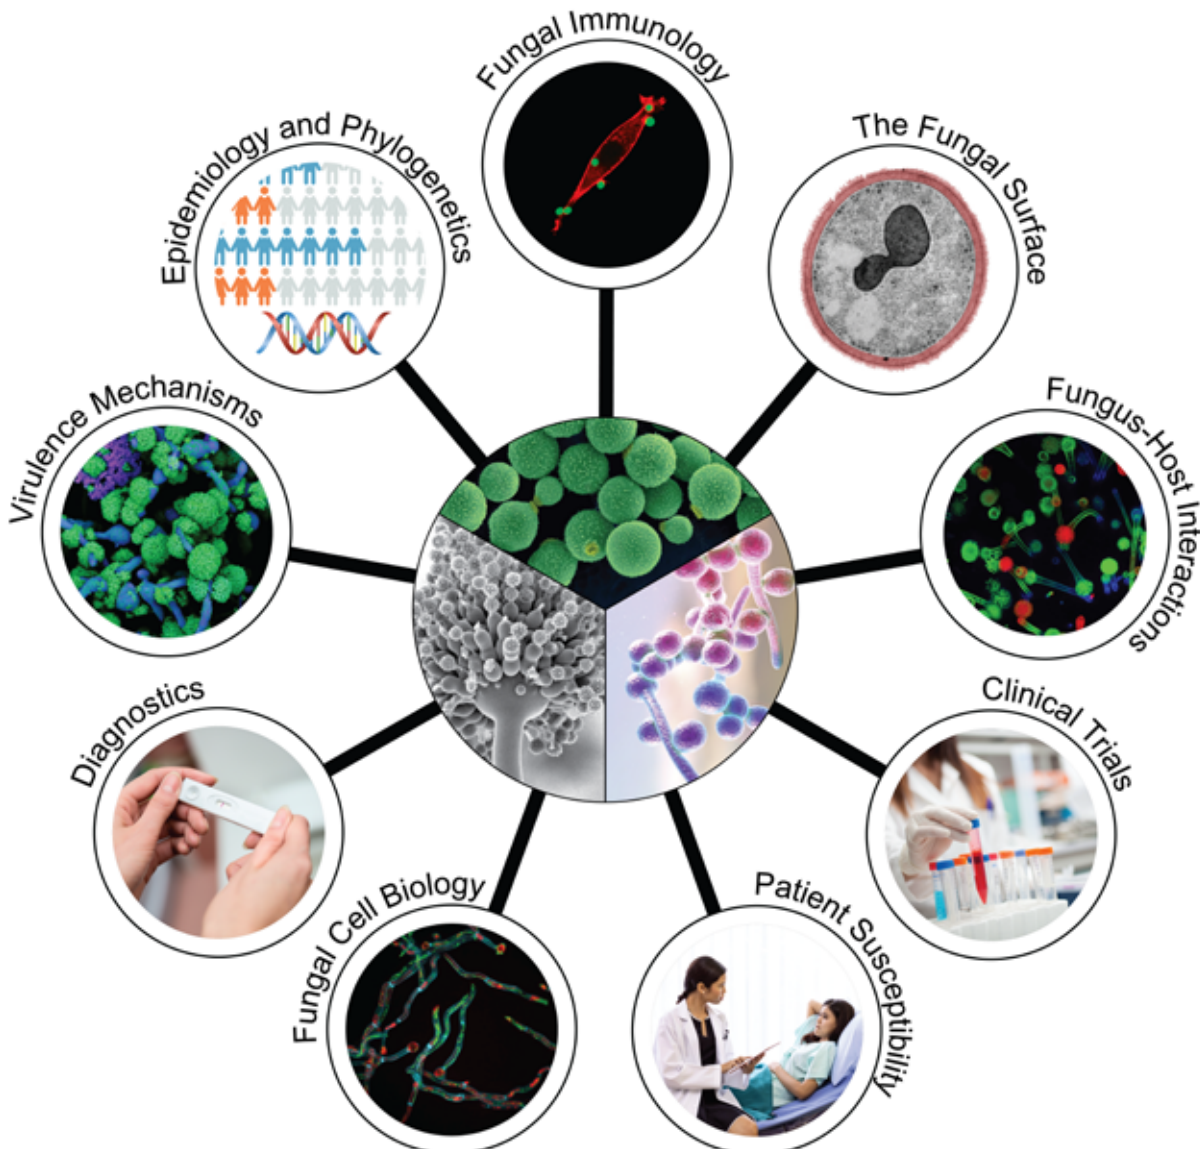 Fungal Immunology
The Fungal Surface
Fungus-Host Interactions
Clinical Trials
Patient Susceptibility
Fungal Cell Biology
Diagnostics
Virulence Mechanisms
Epidemiology and Phylogenetics